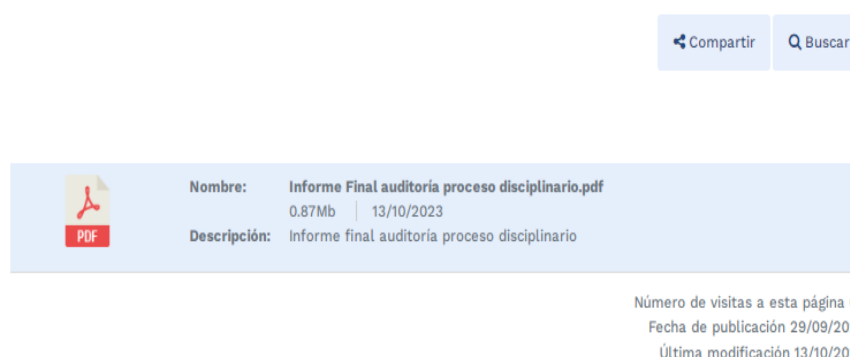 Compartir Buscar
Nombre: Informe Final auditoría proceso disciplinario.pdf
0.87Mb 13/10/2023
PDF
Descripción: Informe final auditoría proceso disciplinario
Número de visitas a esta página
Fecha de publicación 29/09/20
Última modificación 13/10/20